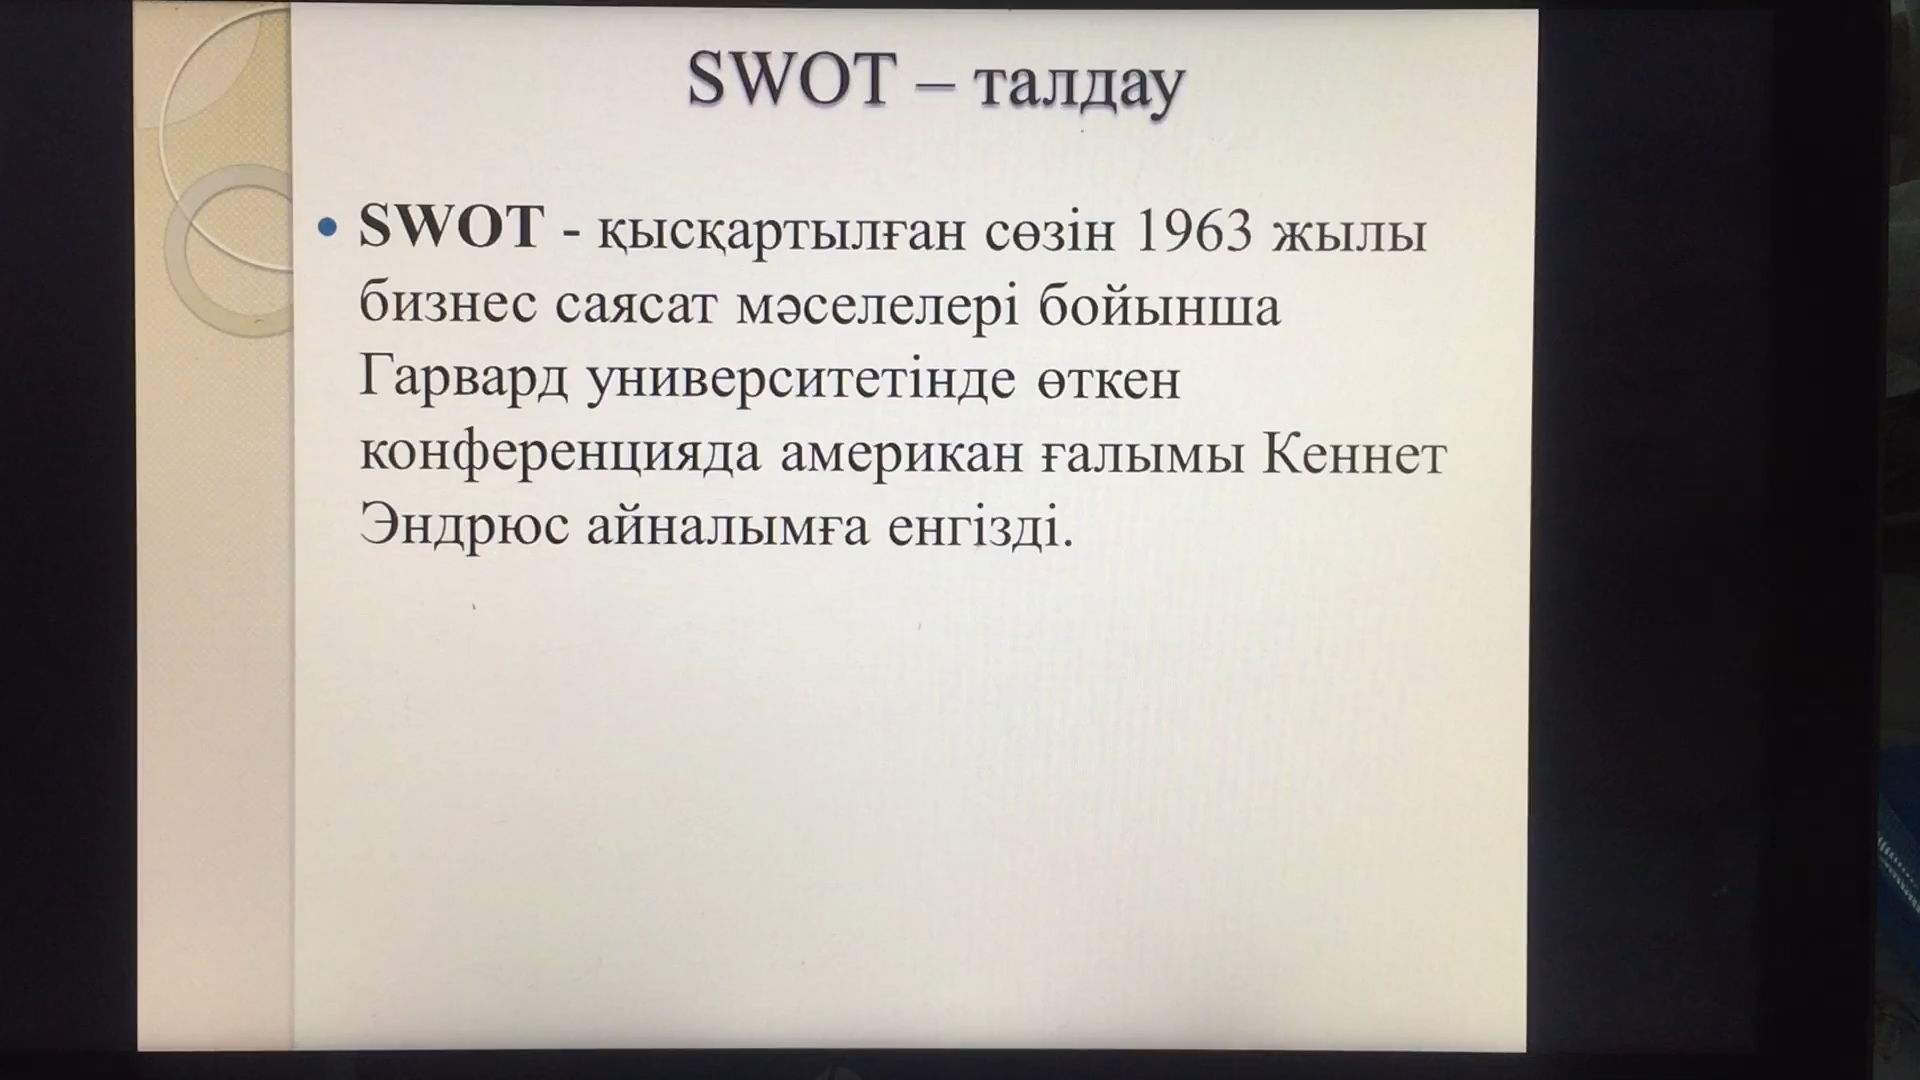 SWOT – талдау
SWOT - қысқартылған сөзін 1963 жылы
бизнес саясат мәселелері бойынша
Гарвард университетінде өткен
конференцияда американ ғалымы Кеннет
Эндрюс айналымға енгізді.